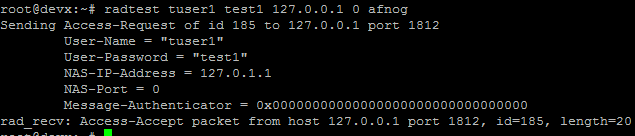 root@devx:~# radtest tuser1 test1 127.0.0.1 0 afnog
Sending Access-Request of id 185 to 127.0.0.1 port 1812
User-Name = "tuser1"
User-Password = "test1"
NAS-IP-Address = 127.0.1.1
NAS-Port = 0
Message-Authenticator = 0x00000000000000000000000000000000
rad_recv: Access-Accept packet from host 127.0.0.1 port 1812, id=185, length=20
root@devx:~#